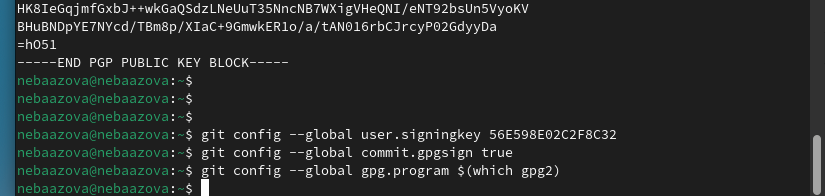 HK8IeGqjmfGxbJ++wkGaQSdzLNeUuT35NncNB7WXigVHeQNI/eNT92bsUn5VyoKV
BHuBNDpYE7NYcd/TBm8p/XIaC+9GmwkER1o/a/tAN016rbCJrcyP02GdyyDa
=hO5l
-----END PGP PUBLIC KEY BLOCK-----
nebaazova@nebaazova:~$
nebaazova@nebaazova:~$
nebaazova@nebaazova:~$
nebaazova@nebaazova:~$ git config --global user.signingkey 56E598E02C2F8C32
nebaazova@nebaazova:~$ git config --global commit.gpgsign true
nebaazova@nebaazova:~$ git config --global gpg.program $(which gpg2)
nebaazova@nebaazova:~$